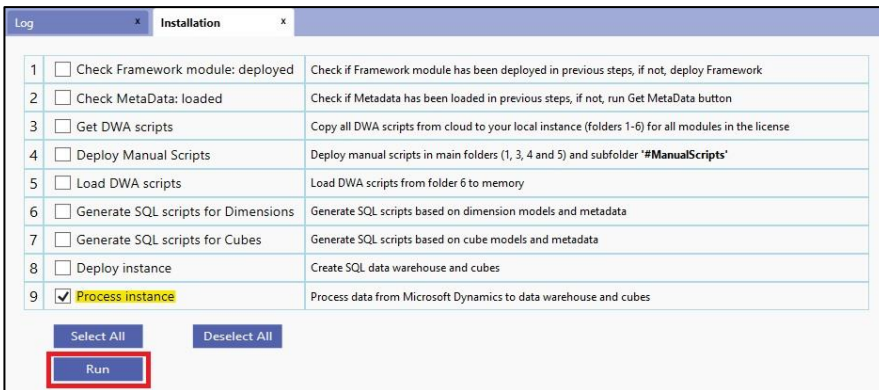 Log x Installation x
1 Check Framework module: deployed Check if Framework module has been deployed in previous steps, if not, deploy Framework
2 Check MetaData: loaded Check if Metadata has been loaded in previous steps, if not, run Get MetaData button
3 Get DWA scripts Copy all DWA scripts from cloud to your local instance (folders 1-6) for all modules in the license
4 Deploy Manual Scripts Deploy manual scripts in main folders (1, 3, 4 and 5) and subfolder '#ManualScripts'
5 Load DWA scripts Load DWA scripts from folder 6 to memory
6 Generate SQL scripts for Dimensions Generate SQL scripts based on dimension models and metadata
7 Generate SQL scripts for Cubes Generate SQL scripts based on cube models and metadata
8 Deploy instance Create SQL data warehouse and cubes
9 Process instance Process data from Microsoft Dynamics to data warehouse and cubes
Select All Deselect All
Run